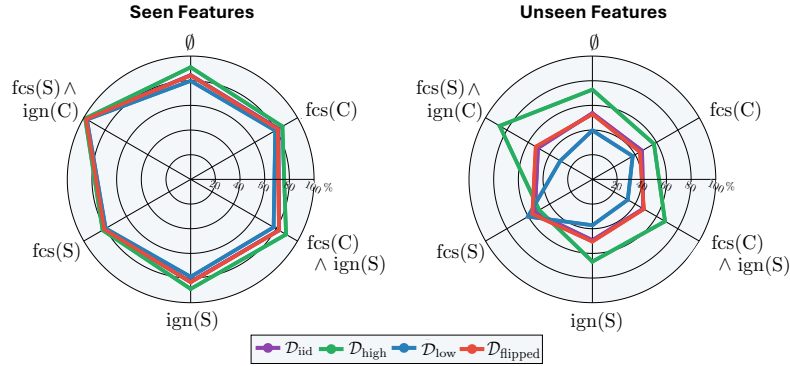 Seen Features
Unseen Features
∅
fcs(S) ∧
ign(C)
fcs(C)
20 40 60 80 100 %
fcs(S)
fcs(C)
∧ ign(S)
ign(S)
∅
fcs(S) ∧
ign(C)
fcs(C)
20 40 60 80 100 %
fcs(S)
fcs(C)
∧ ign(S)
ign(S)
𝒟iid 𝒟high 𝒟low 𝒟flipped